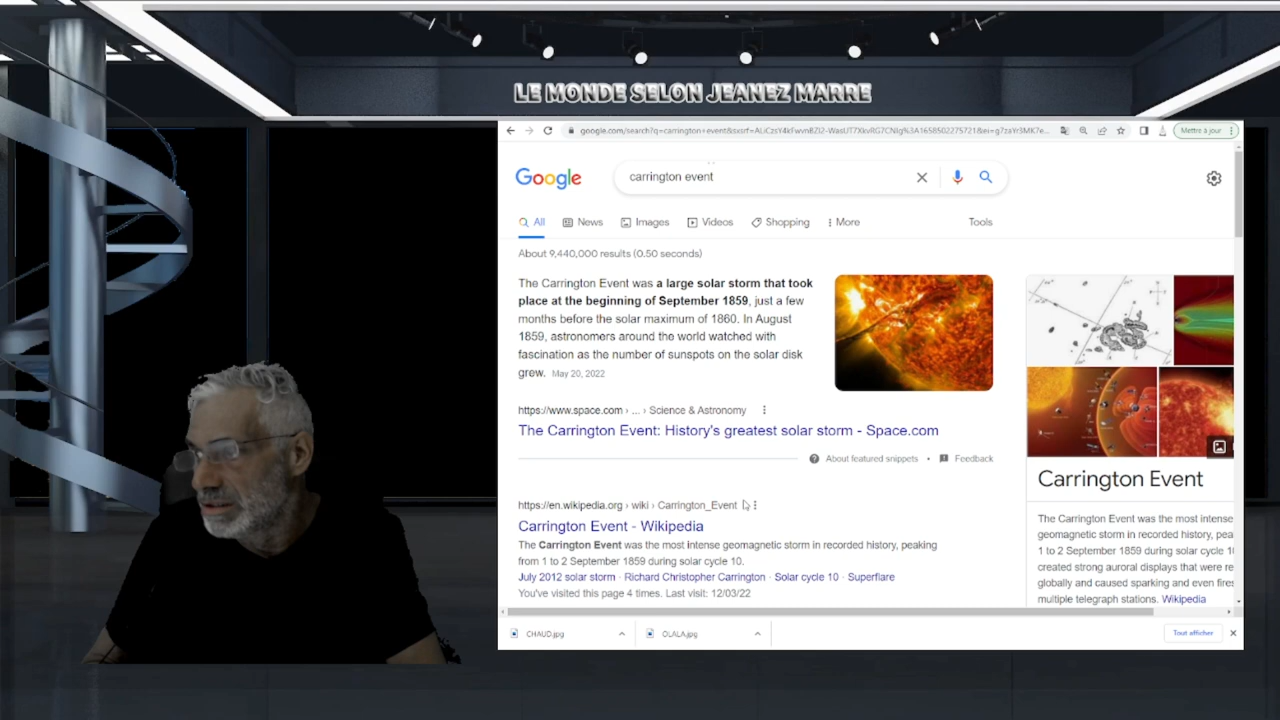 LE MONDE SELON JEANEZ MARRE
Mettre à jour
Google
carrington event
All News Images Videos Shopping More Tools
About 9,440,000 results (0.50 seconds)
The Carrington Event was a large solar storm that took
place at the beginning of September 1859, just a few
months before the solar maximum of 1860. In August
1859, astronomers around the world watched with
fascination as the number of sunspots on the solar disk
grew. May 20, 2022
https://www.space.com › ... › Science & Astronomy
The Carrington Event: History's greatest solar storm - Space.com
About featured snippets • Feedback
https://en.wikipedia.org › wiki › Carrington_Event
Carrington Event - Wikipedia
The Carrington Event was the most intense geomagnetic storm in recorded history, peaking
from 1 to 2 September 1859 during solar cycle 10.
July 2012 solar storm · Richard Christopher Carrington · Solar cycle 10 · Superflare
You've visited this page 4 times. Last visit: 12/03/22
Carrington Event
The Carrington Event was the most intense
geomagnetic storm in recorded history, pea
1 to 2 September 1859 during solar cycle 1
created strong auroral displays that were re
globally and caused sparking and even fires
multiple telegraph stations. Wikipedia
CHAUD.jpg
OLALA.jpg
Tout afficher